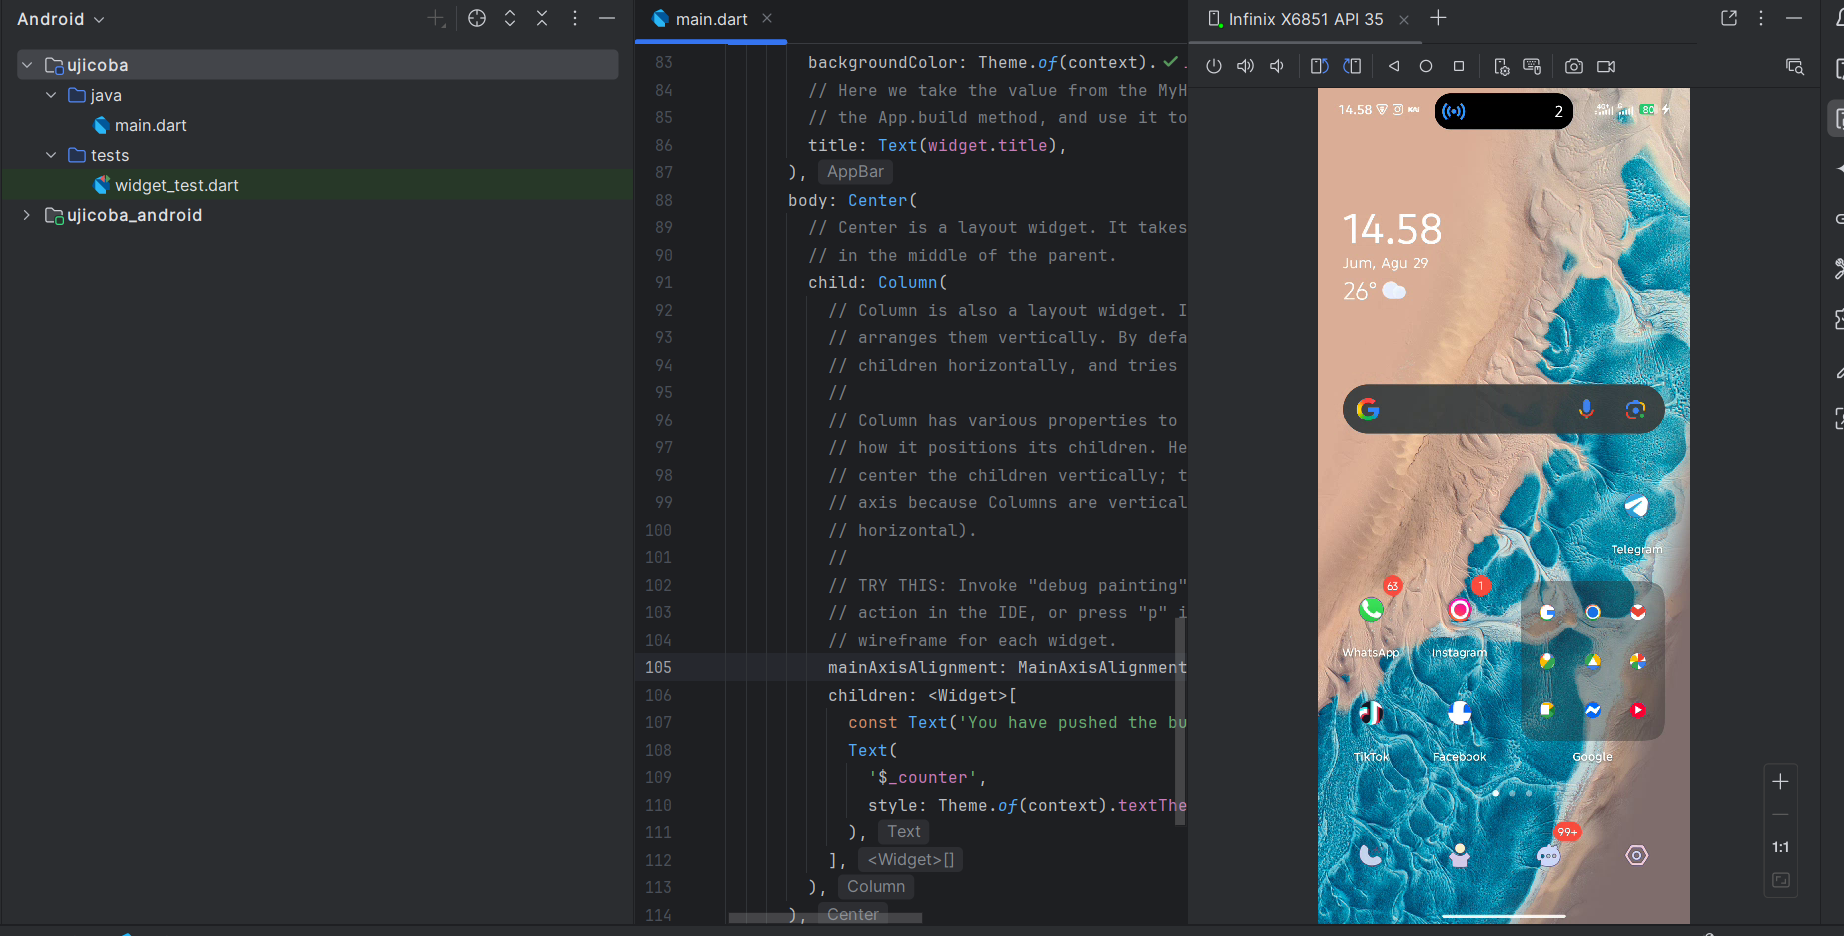 Android
ujicoba
java
main.dart
tests
widget_test.dart
ujicoba_android
main.dart
83 backgroundColor: Theme.of(context).
84 // Here we take the value from the MyH
85 // the App.build method, and use it to
86 title: Text(widget.title),
87 ), AppBar
88 body: Center(
89 // Center is a layout widget. It takes
90 // in the middle of the parent.
91 child: Column(
92 // Column is also a layout widget. I
93 // arranges them vertically. By defa
94 // children horizontally, and tries
95 //
96 // Column has various properties to
97 // how it positions its children. He
98 // center the children vertically; t
99 // axis because Columns are vertical
100 // horizontal).
101 //
102 // TRY THIS: Invoke "debug painting"
103 // action in the IDE, or press "p" i
104 // wireframe for each widget.
105 mainAxisAlignment: MainAxisAlignment
106 children: <Widget>[
107 const Text('You have pushed the bu
108 Text(
109 '$_counter',
110 style: Theme.of(context).textThe
111 ), Text
112 ], <Widget>[]
113 ), Column
114 ), Center
Infinix X6851 API 35
14.58
2
4G+
G
80
14.58
Jum, Agu 29
26°
Telegram
63
1
WhatsApp
Instagram
TikTok
Facebook
Google
99+
1:1